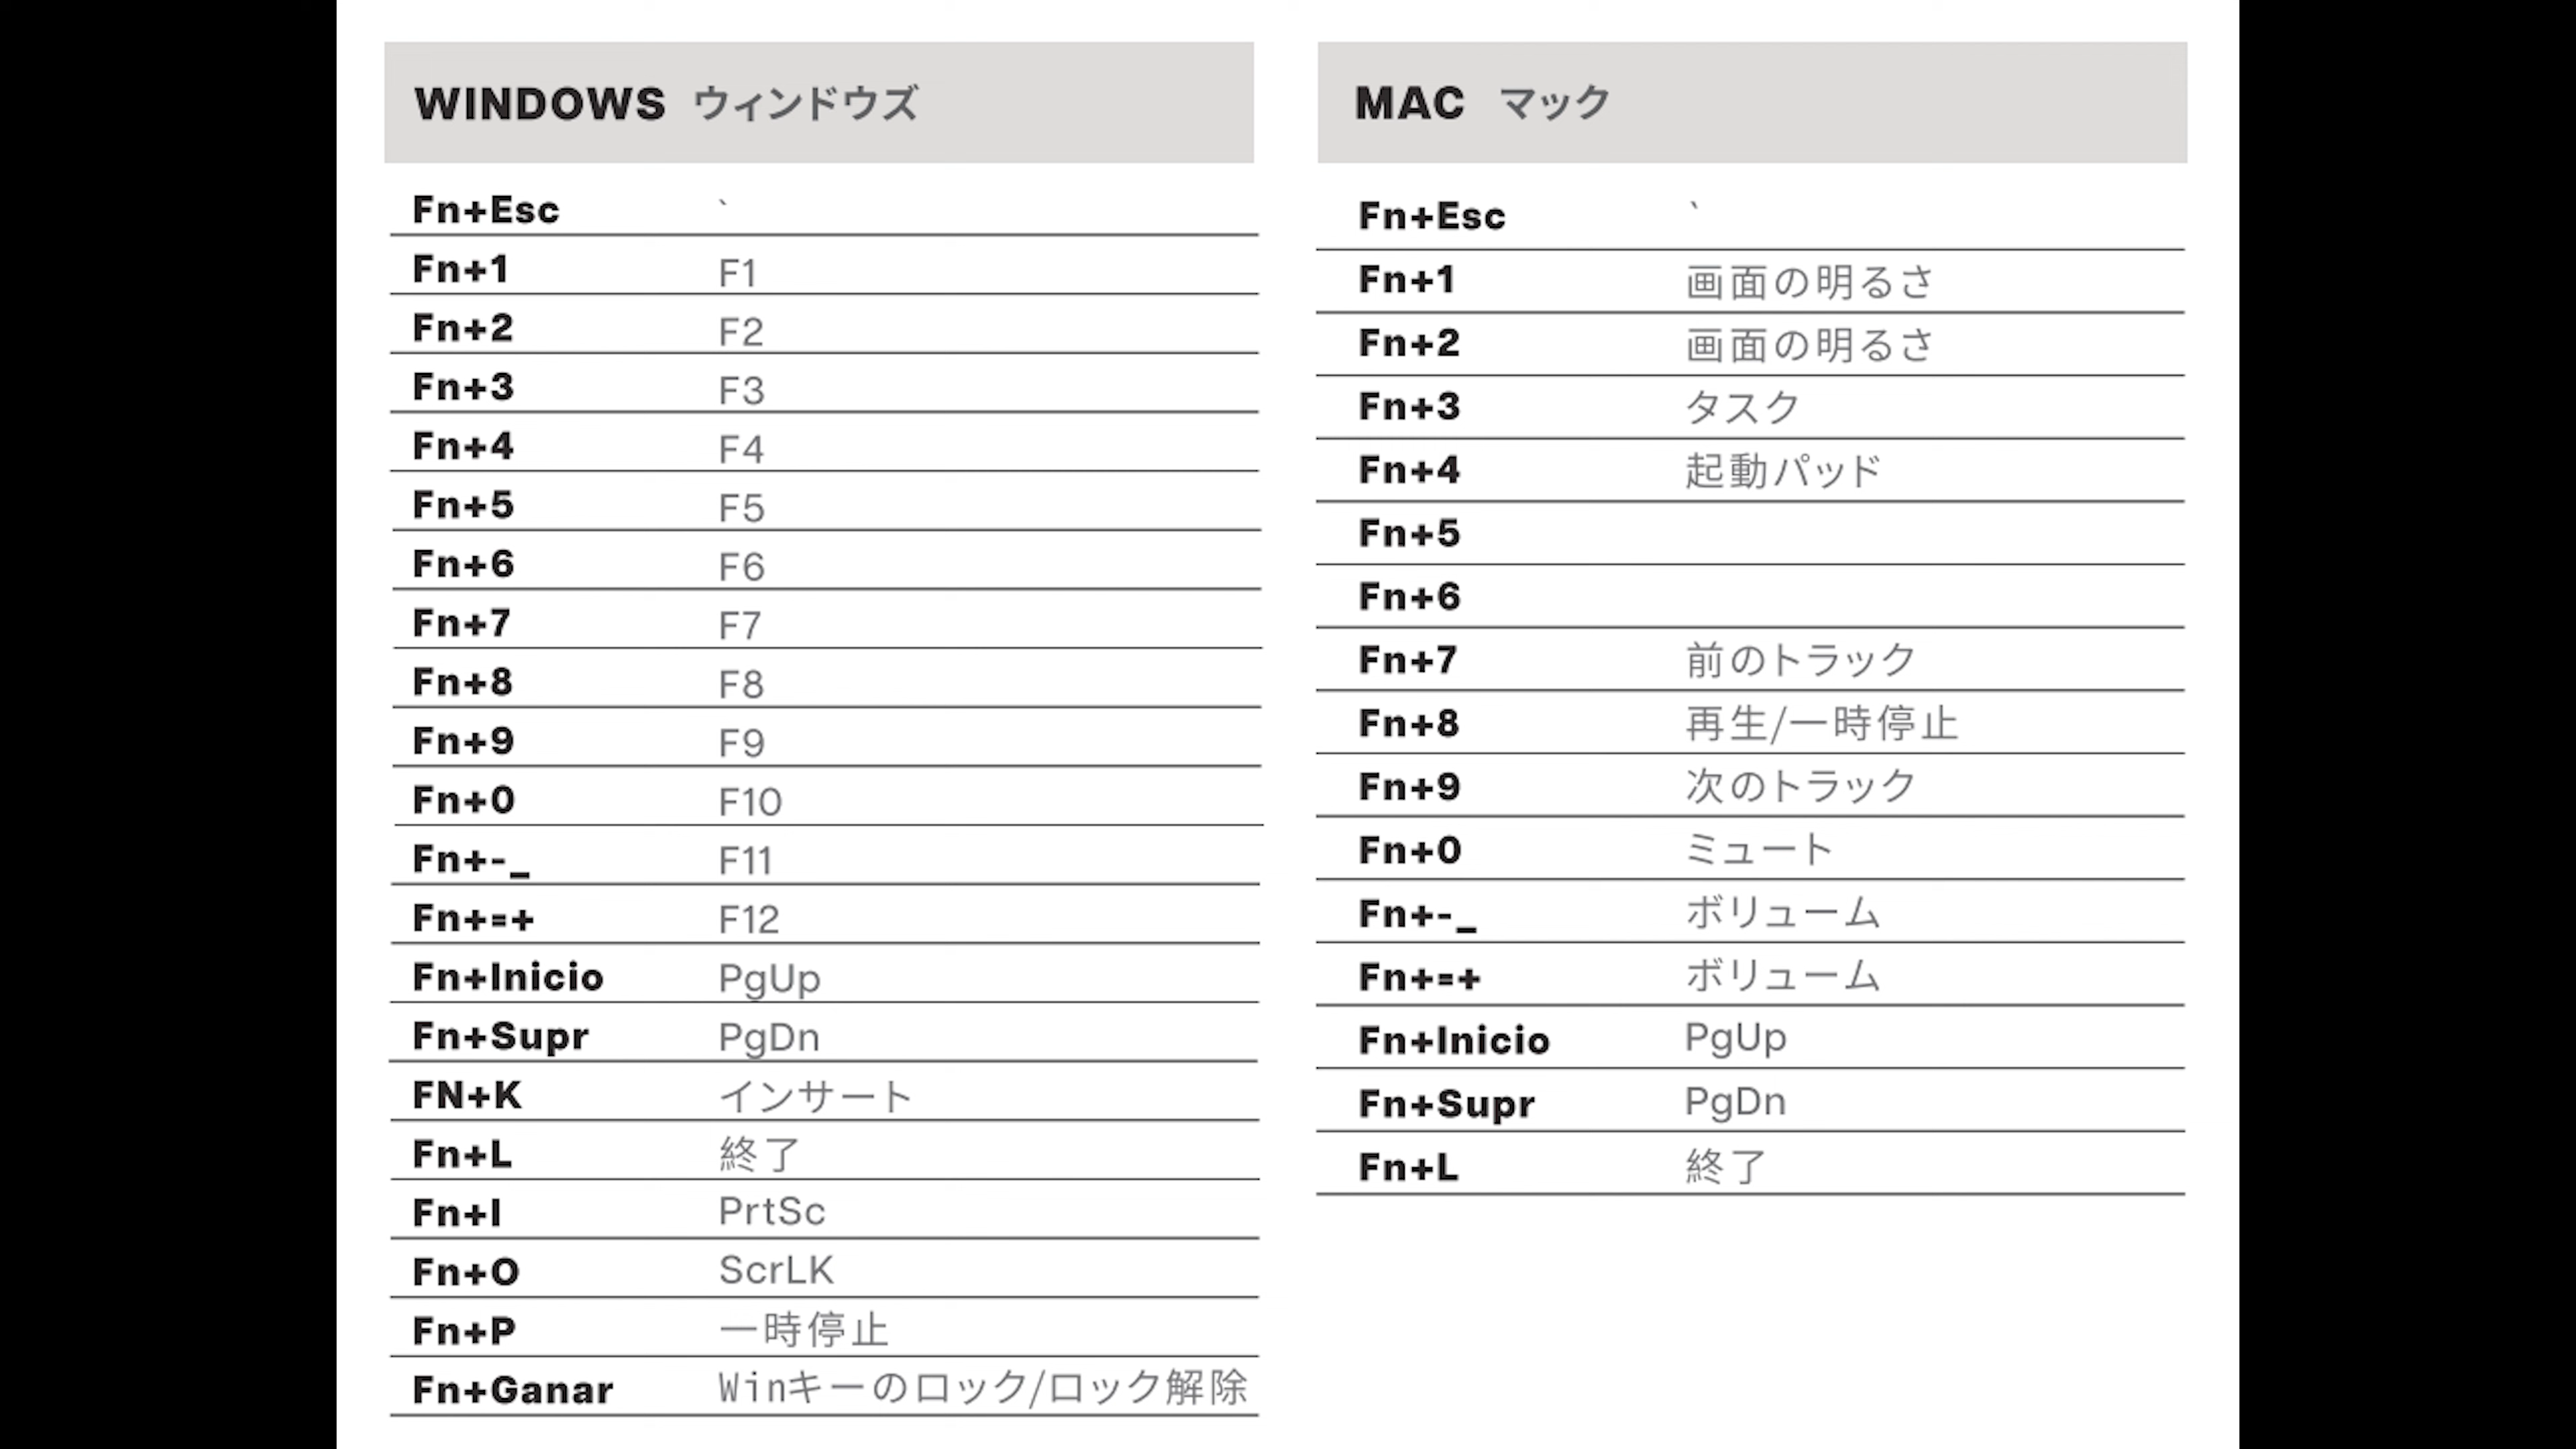 WINDOWS ウィンドウズ
Fn+Esc `
Fn+1 F1
Fn+2 F2
Fn+3 F3
Fn+4 F4
Fn+5 F5
Fn+6 F6
Fn+7 F7
Fn+8 F8
Fn+9 F9
Fn+0 F10
Fn+-_ F11
Fn+=+ F12
Fn+Inicio PgUp
Fn+Supr PgDn
FN+K インサート
Fn+L 終了
Fn+I PrtSc
Fn+O ScrLK
Fn+P 一時停止
Fn+Ganar Winキーのロック/ロック解除
MAC マック
Fn+Esc `
Fn+1 画面の明るさ
Fn+2 画面の明るさ
Fn+3 タスク
Fn+4 起動パッド
Fn+5
Fn+6
Fn+7 前のトラック
Fn+8 再生/一時停止
Fn+9 次のトラック
Fn+0 ミュート
Fn+-_ ボリューム
Fn+=+ ボリューム
Fn+Inicio PgUp
Fn+Supr PgDn
Fn+L 終了